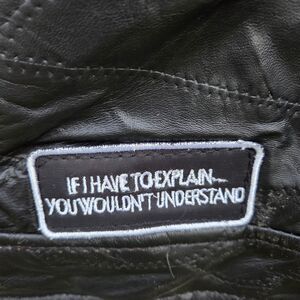 IF I HAVE TO EXPLAIN
YOU WOULDN'T UNDERSTAND